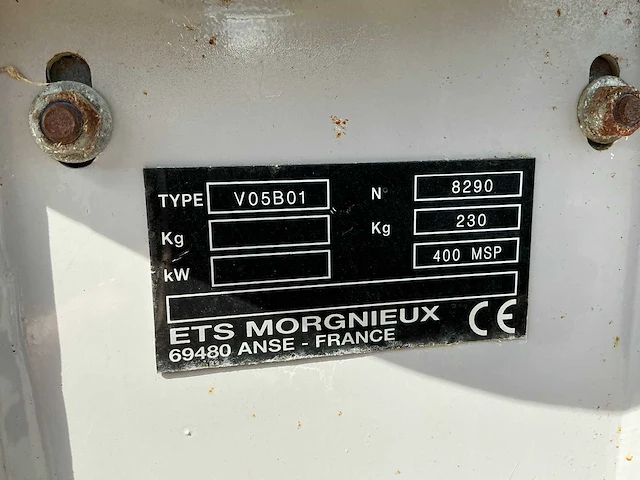 TYPE V05B01 N° 8290
Kg Kg 230
kW 400 MSP
ETS MORGNIEUX CE
69480 ANSE - FRANCE